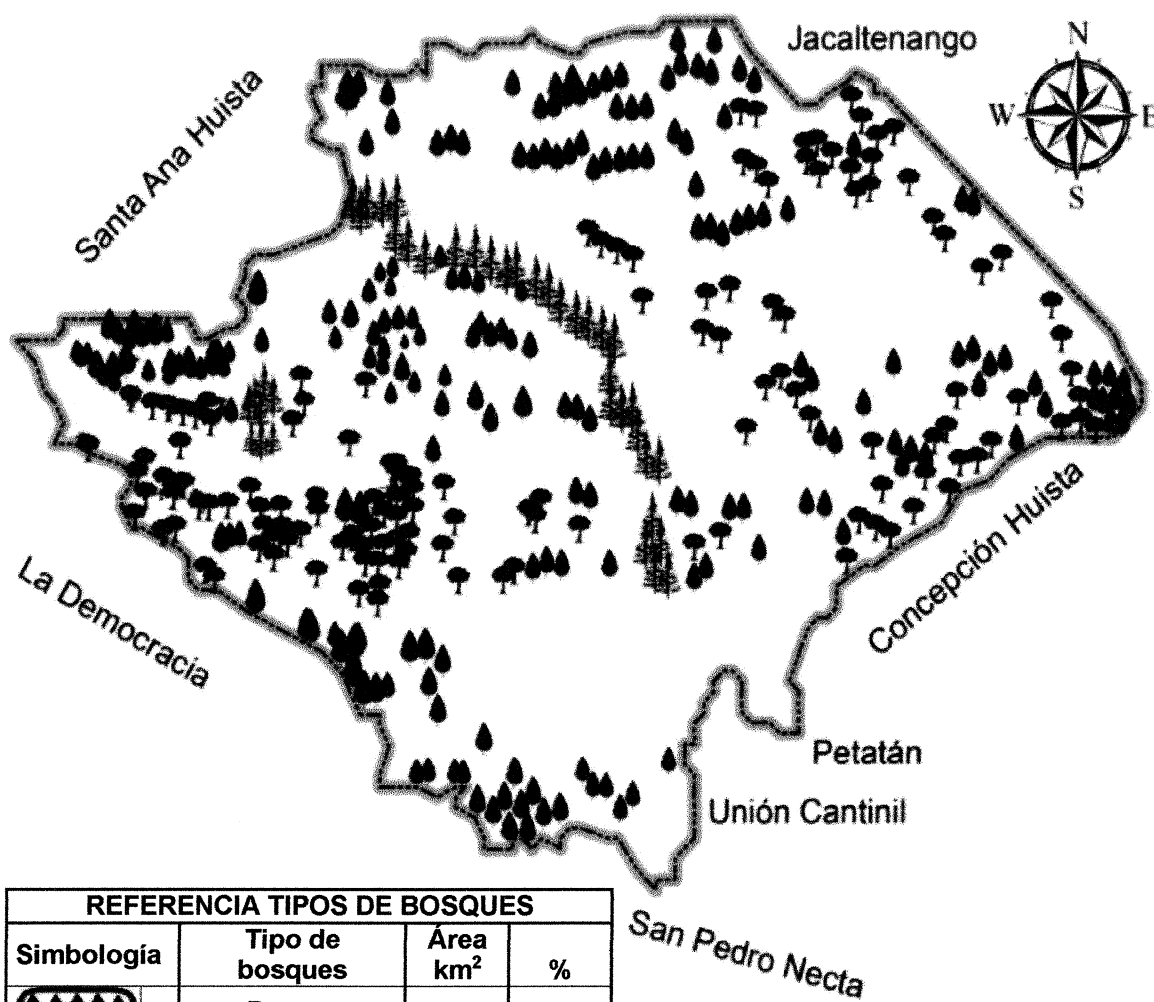 Jacaltenango
N
W
E
S
Santa Ana Huista
La Democracia
Concepción Huista
Petatán
Unión Cantinil
San Pedro Necta
REFERENCIA TIPOS DE BOSQUES
Simbología
Tipo de
bosques
Área
km²
%